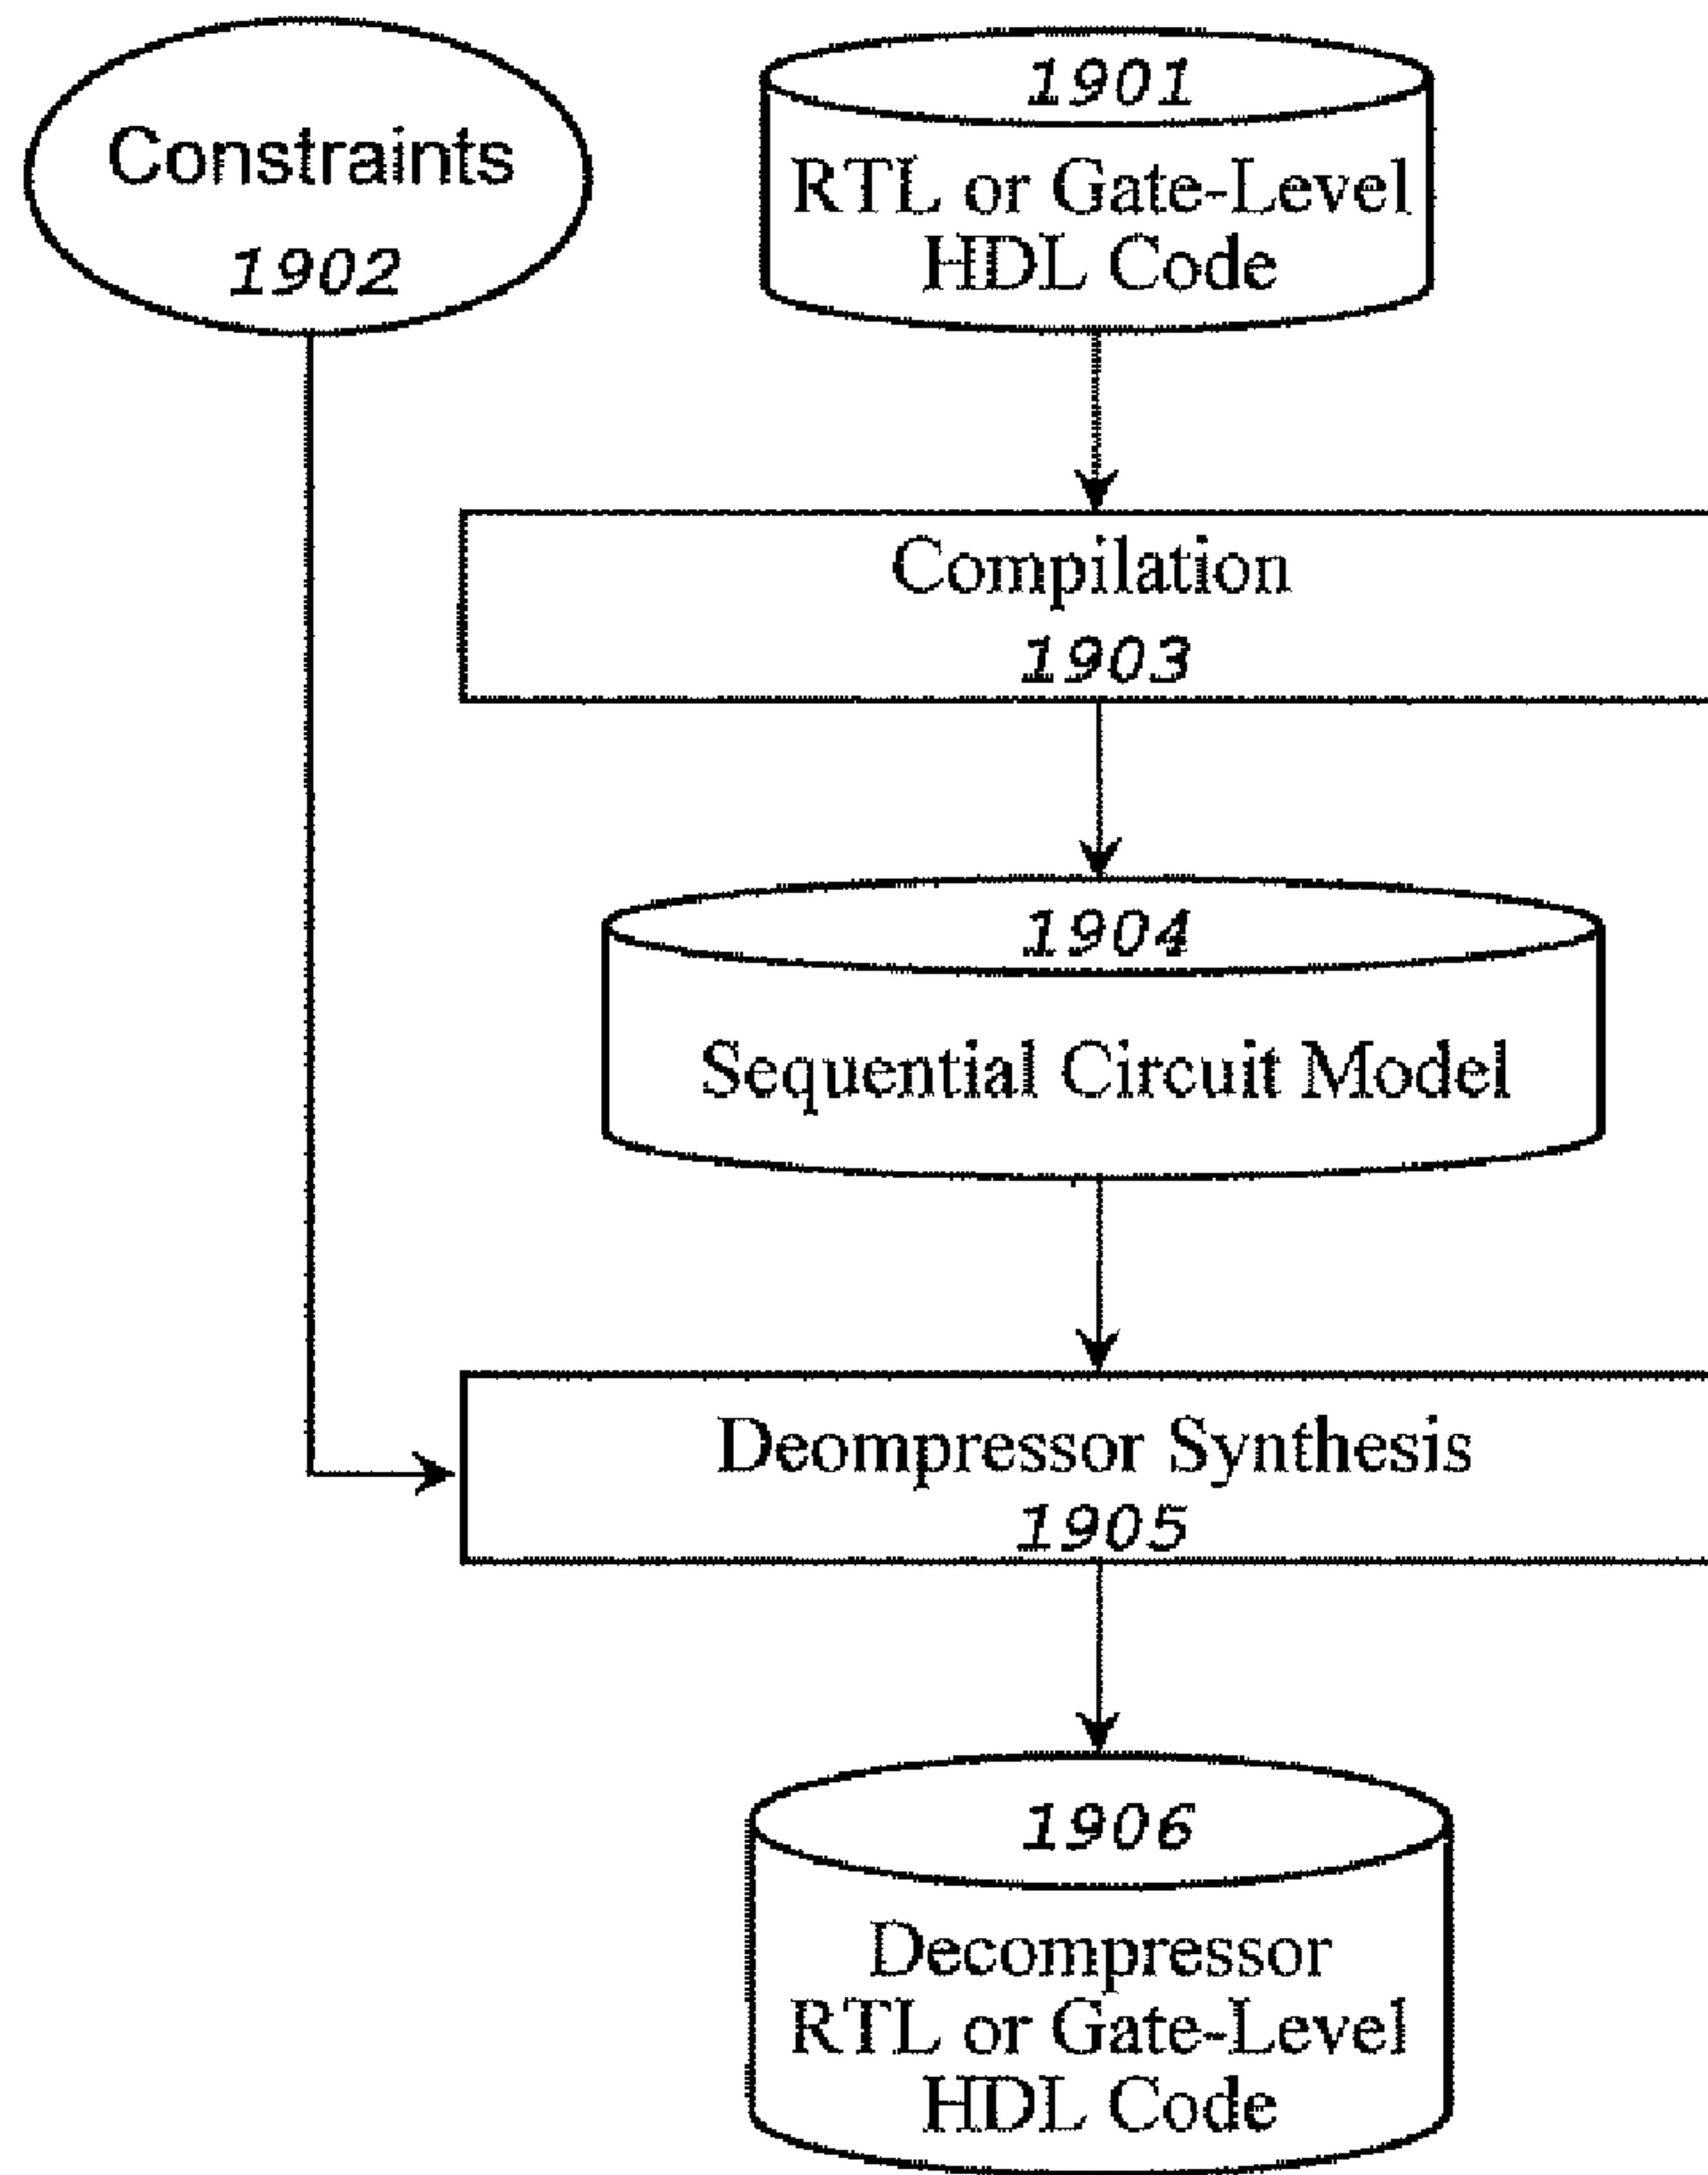 Constraints
1902
1901
RTL or Gate-Level
HDL Code
Compilation
1903
1904
Sequential Circuit Model
Deompressor Synthesis
1905
1906
Decompressor
RTL or Gate-Level
HDL Code